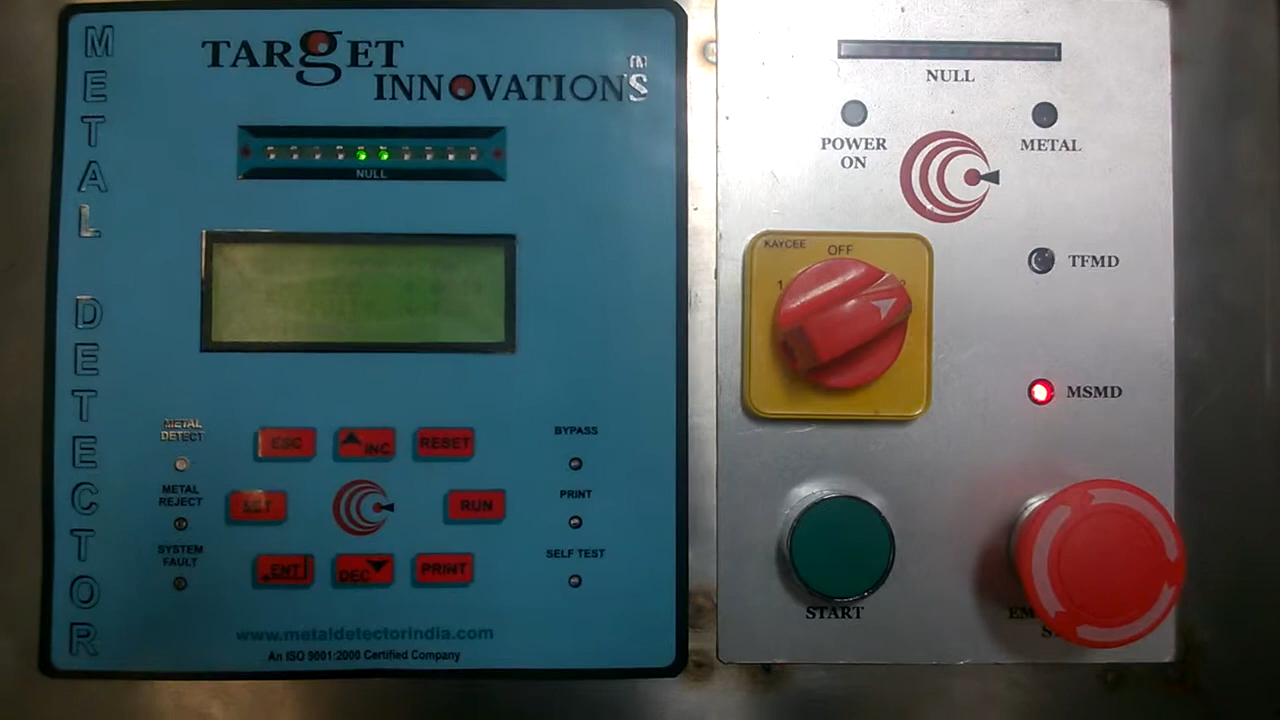 METAL DETECTOR
TARgET
INNOVATIONS
TM
NULL
METAL
DETECT
METAL
REJECT
SYSTEM
FAULT
ESC
INC
RESET
SET
RUN
ENT
DEC
PRINT
BYPASS
PRINT
SELF TEST
www.metaldetectorindia.com
An ISO 9001:2000 Certified Company
NULL
POWER
ON
METAL
KAYCEE
OFF
1
TFMD
MSMD
START